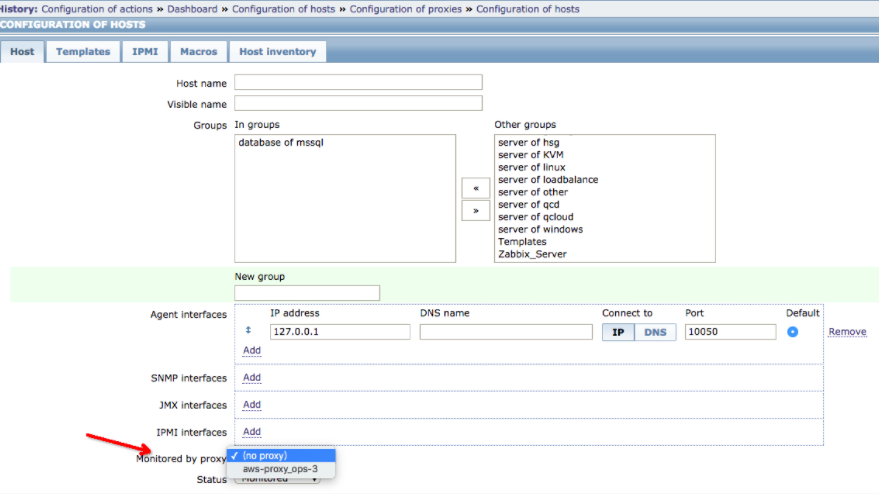 History: Configuration of actions » Dashboard » Configuration of hosts » Configuration of proxies » Configuration of hosts
CONFIGURATION OF HOSTS
Host Templates IPMI Macros Host inventory
Host name
Visible name
Groups In groups Other groups
database of mssql
server of hsg
server of KVM
server of linux
server of loadbalance
server of other
server of qcd
server of qcloud
server of windows
Templates
Zabbix_Server
«
»
New group
Agent interfaces IP address DNS name Connect to Port Default
127.0.0.1 IP DNS 10050 Remove
Add
SNMP interfaces Add
JMX interfaces Add
IPMI interfaces Add
Monitored by proxy ✓ (no proxy)
aws-proxy_ops-3
Status Monitored